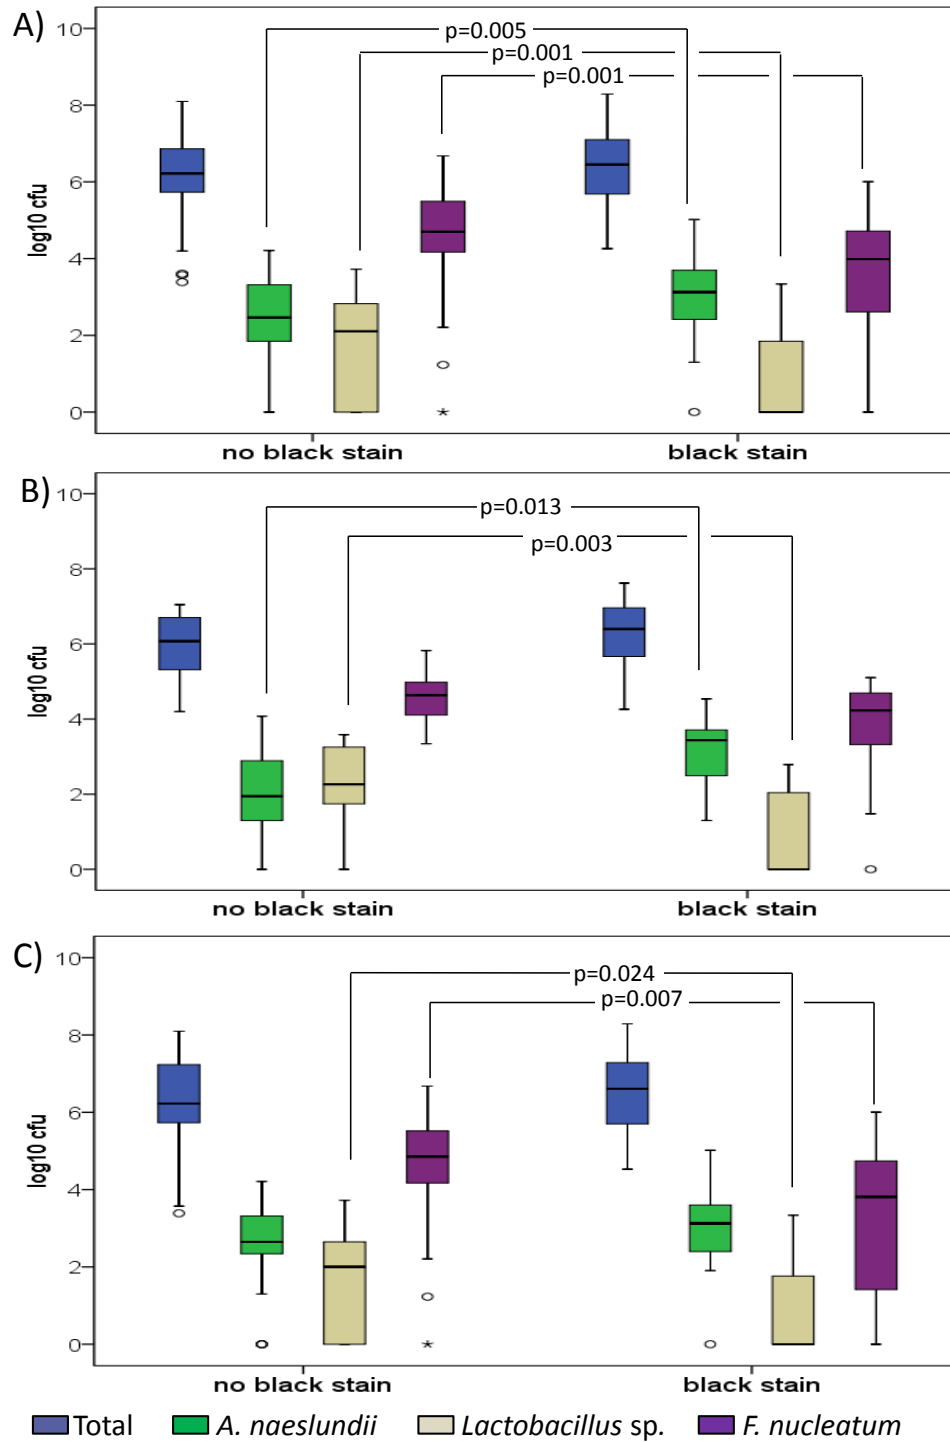 A)
10
p=0.005
p=0.001
p=0.001
8
6
log10 cfu
4
2
0
no black stain black stain
B)
10
p=0.013
p=0.003
8
6
log10 cfu
4
2
0
no black stain black stain
C)
10
p=0.024
p=0.007
8
6
log10 cfu
4
2
0
no black stain black stain
Total A. naeslundii Lactobacillus sp. F. nucleatum